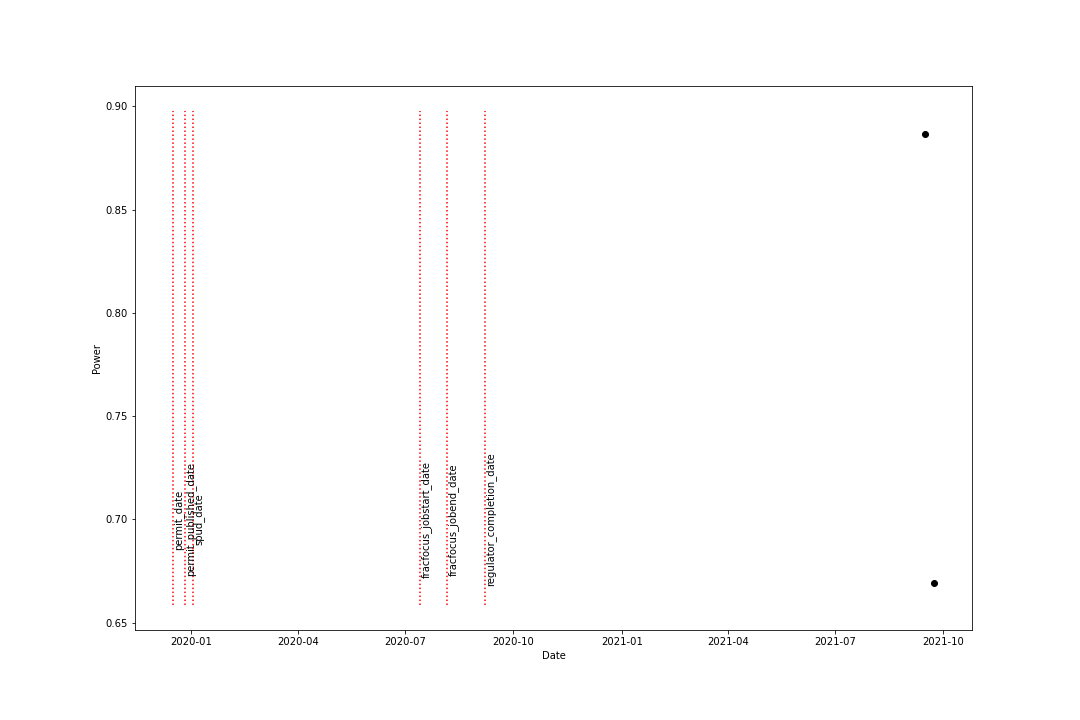 0.90
0.85
0.80
0.75
0.70
0.65
Power
permit_date
permit_published_date
spud_date
fracfocus_jobstart_date
fracfocus_jobend_date
regulator_completion_date
2020-01
2020-04
2020-07
2020-10
2021-01
2021-04
2021-07
2021-10
Date